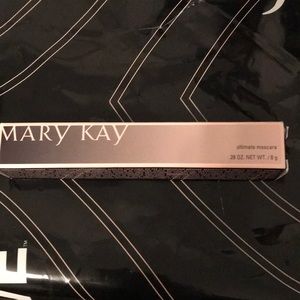 MARY KAY
ultimate mascara
.28 OZ. NET WT. / 8 g